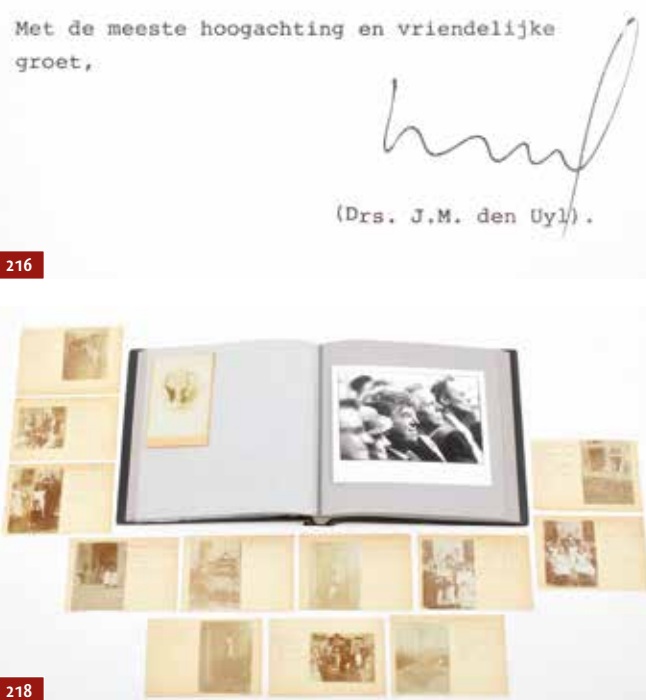 Met de meeste hoogachting en vriendelijke
groet,
(Drs. J.M. den Uyl).
216
218